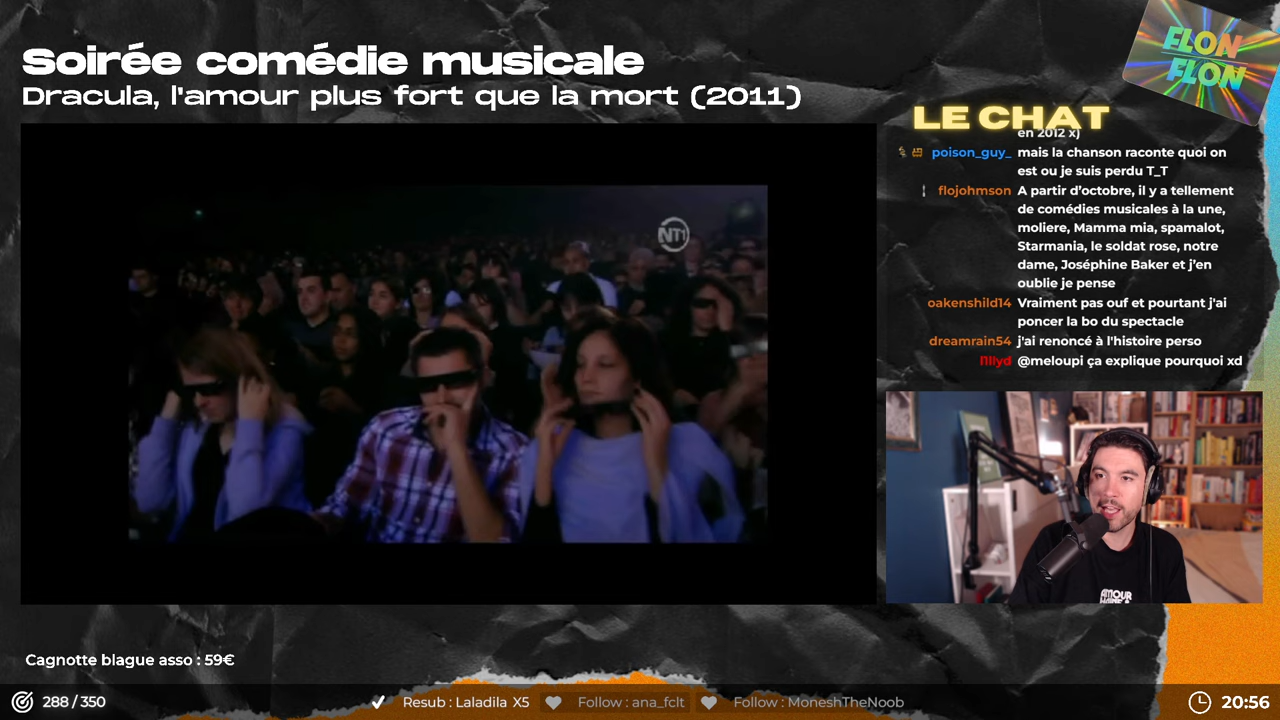 Soirée comédie musicale
Dracula, l'amour plus fort que la mort (2011)
FLON
FLON
LE CHAT
en 2012 x)
poison_guy_ mais la chanson raconte quoi on
est ou je suis perdu T_T
flojohmson A partir d'octobre, il y a tellement
de comédies musicales à la une,
moliere, Mamma mia, spamalot,
Starmania, le soldat rose, notre
dame, Joséphine Baker et j'en
oublie je pense
oakenshild14 Vraiment pas ouf et pourtant j'ai
poncer la bo du spectacle
dreamrain54 j'ai renoncé à l'histoire perso
@meloupi ça explique pourquoi xd
NT1
AMOUR
Cagnotte blague asso : 59€
288 / 350
Resub : Laladila X5
Follow : ana_fclt
Follow : MoneshTheNoob
20:56